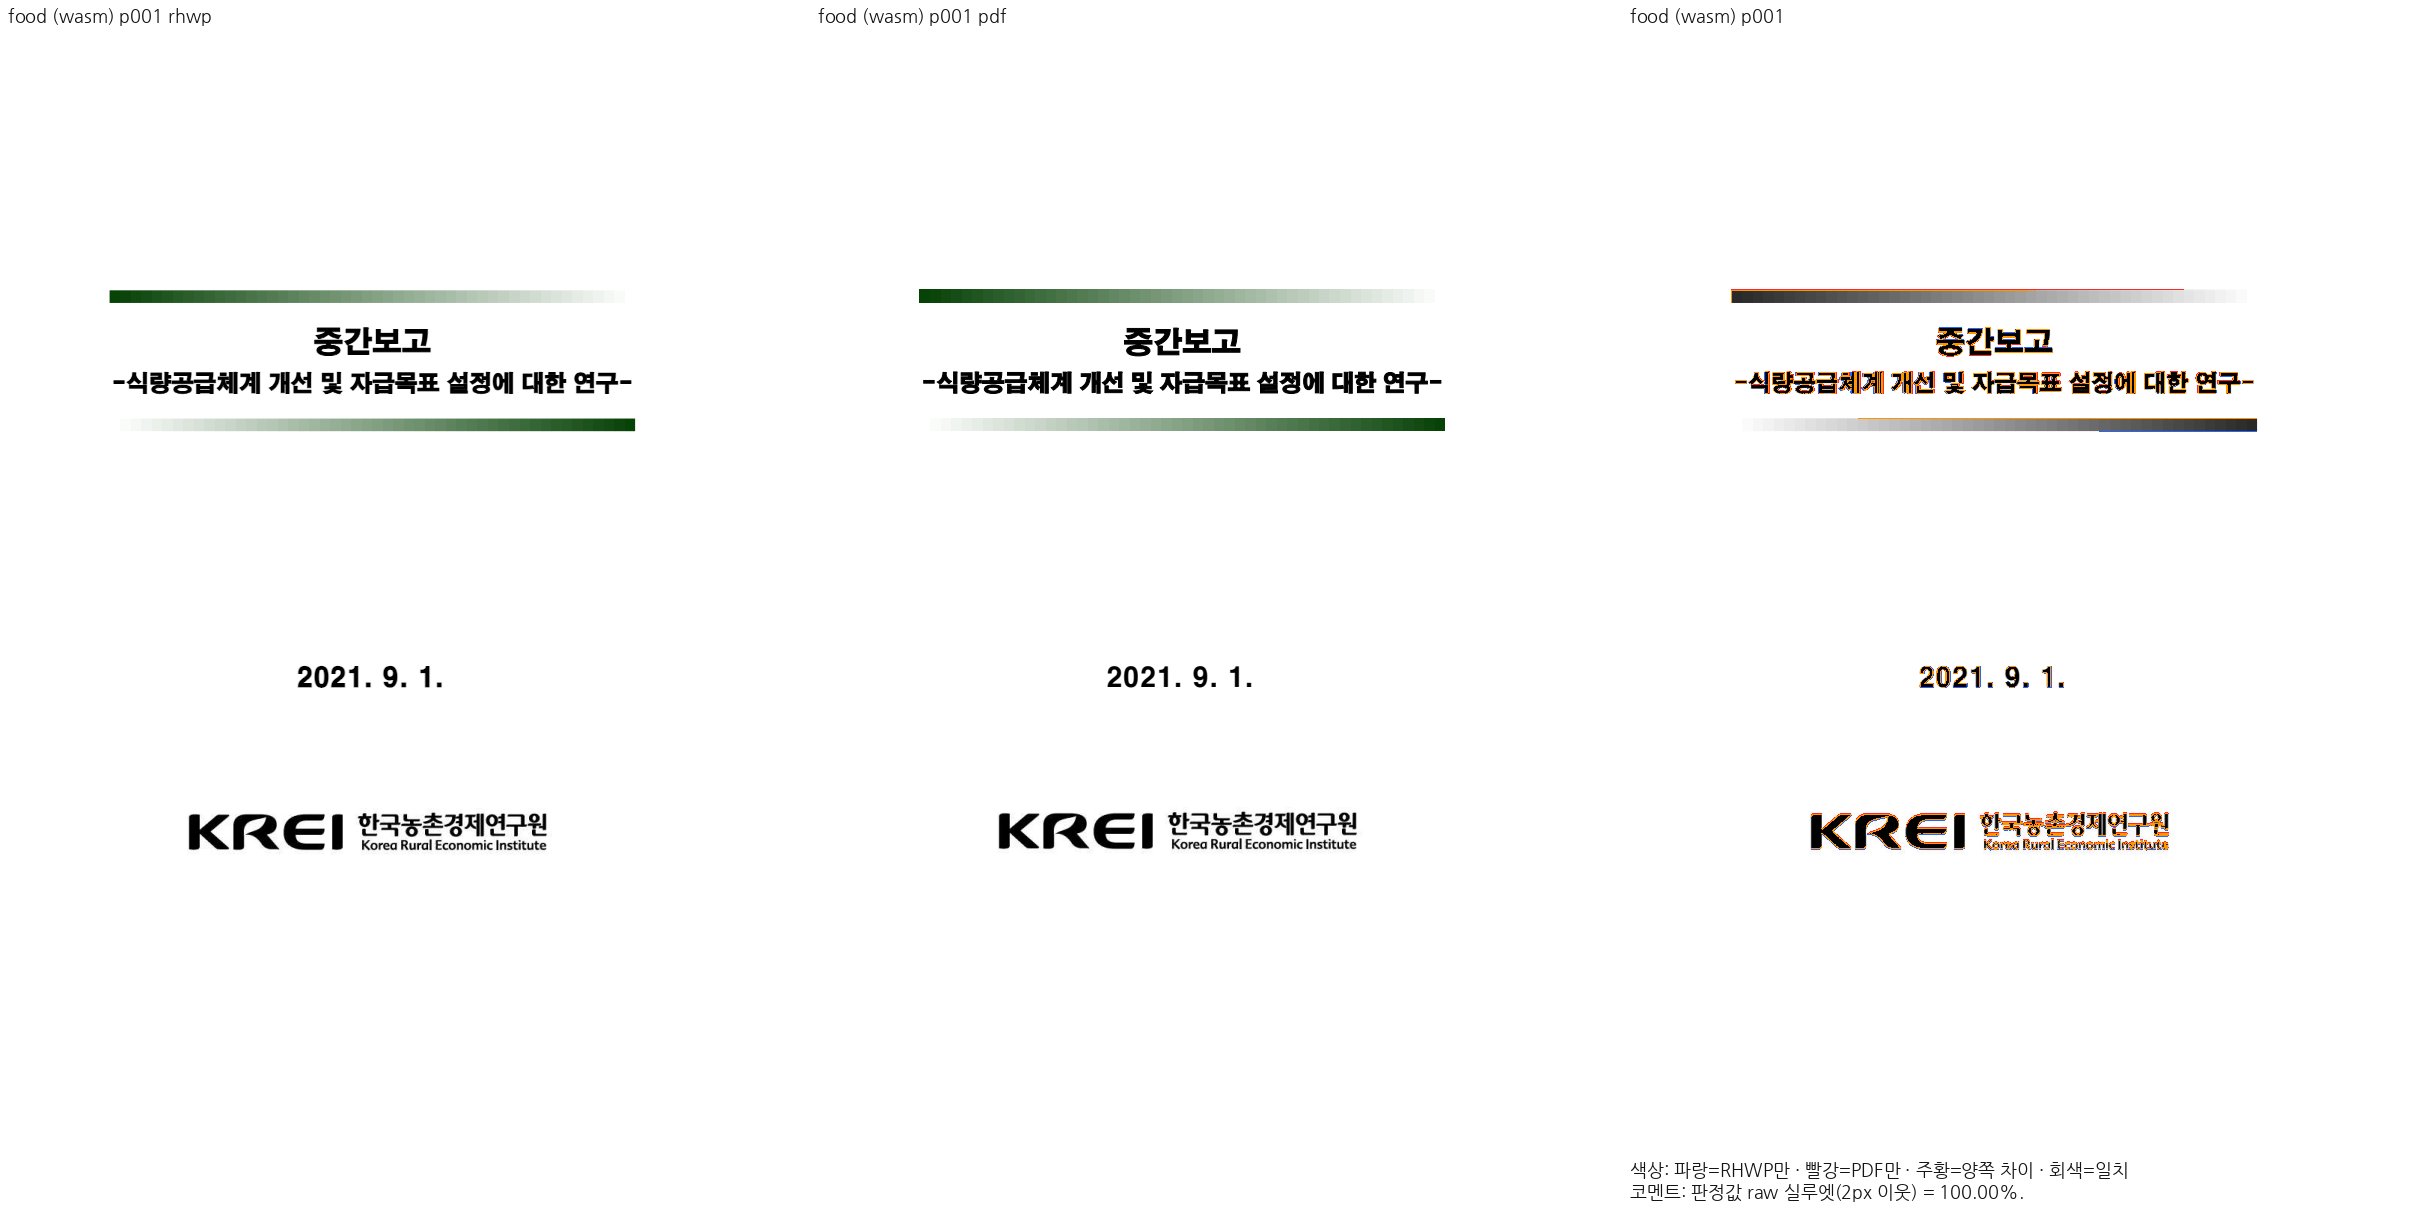 food (wasm) p001 rhwp
중간보고
-식량공급체계 개선 및 자급목표 설정에 대한 연구-
2021. 9. 1.
KREI 한국농촌경제연구원
Korea Rural Economic Institute
food (wasm) p001 pdf
중간보고
-식량공급체계 개선 및 자급목표 설정에 대한 연구-
2021. 9. 1.
KREI 한국농촌경제연구원
Korea Rural Economic Institute
food (wasm) p001
중간보고
-식량공급체계 개선 및 자급목표 설정에 대한 연구-
2021. 9. 1.
KREI 한국농촌경제연구원
Korea Rural Economic Institute
색상: 파랑=RHWP만 · 빨강=PDF만 · 주황=양쪽 차이 · 회색=일치
코멘트: 판정값 raw 실루엣(2px 이웃) = 100.00%.